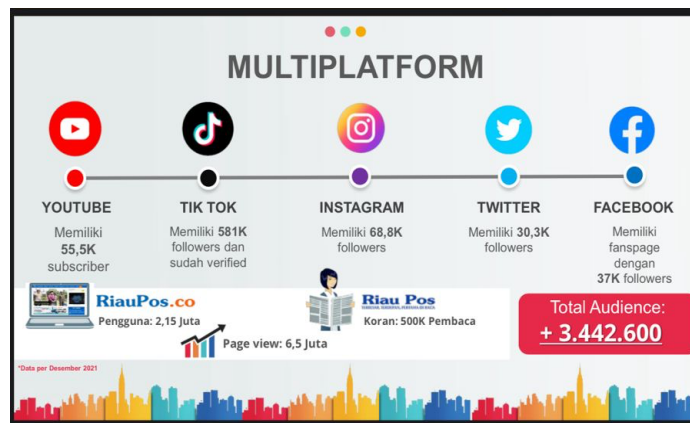 MULTIPLATFORM
YOUTUBE
Memiliki
55,5K
subscriber
TIK TOK
Memiliki 581K
followers dan
sudah verified
INSTAGRAM
Memiliki 68,8K
followers
TWITTER
Memiliki 30,3K
followers
FACEBOOK
Memiliki
fanspage
dengan
37K followers
RiauPos.co
Pengguna: 2,15 Juta
Page view: 6,5 Juta
Riau Pos
Koran: 500K Pembaca
Total Audience:
+ 3.442.600
*Data per Desember 2021